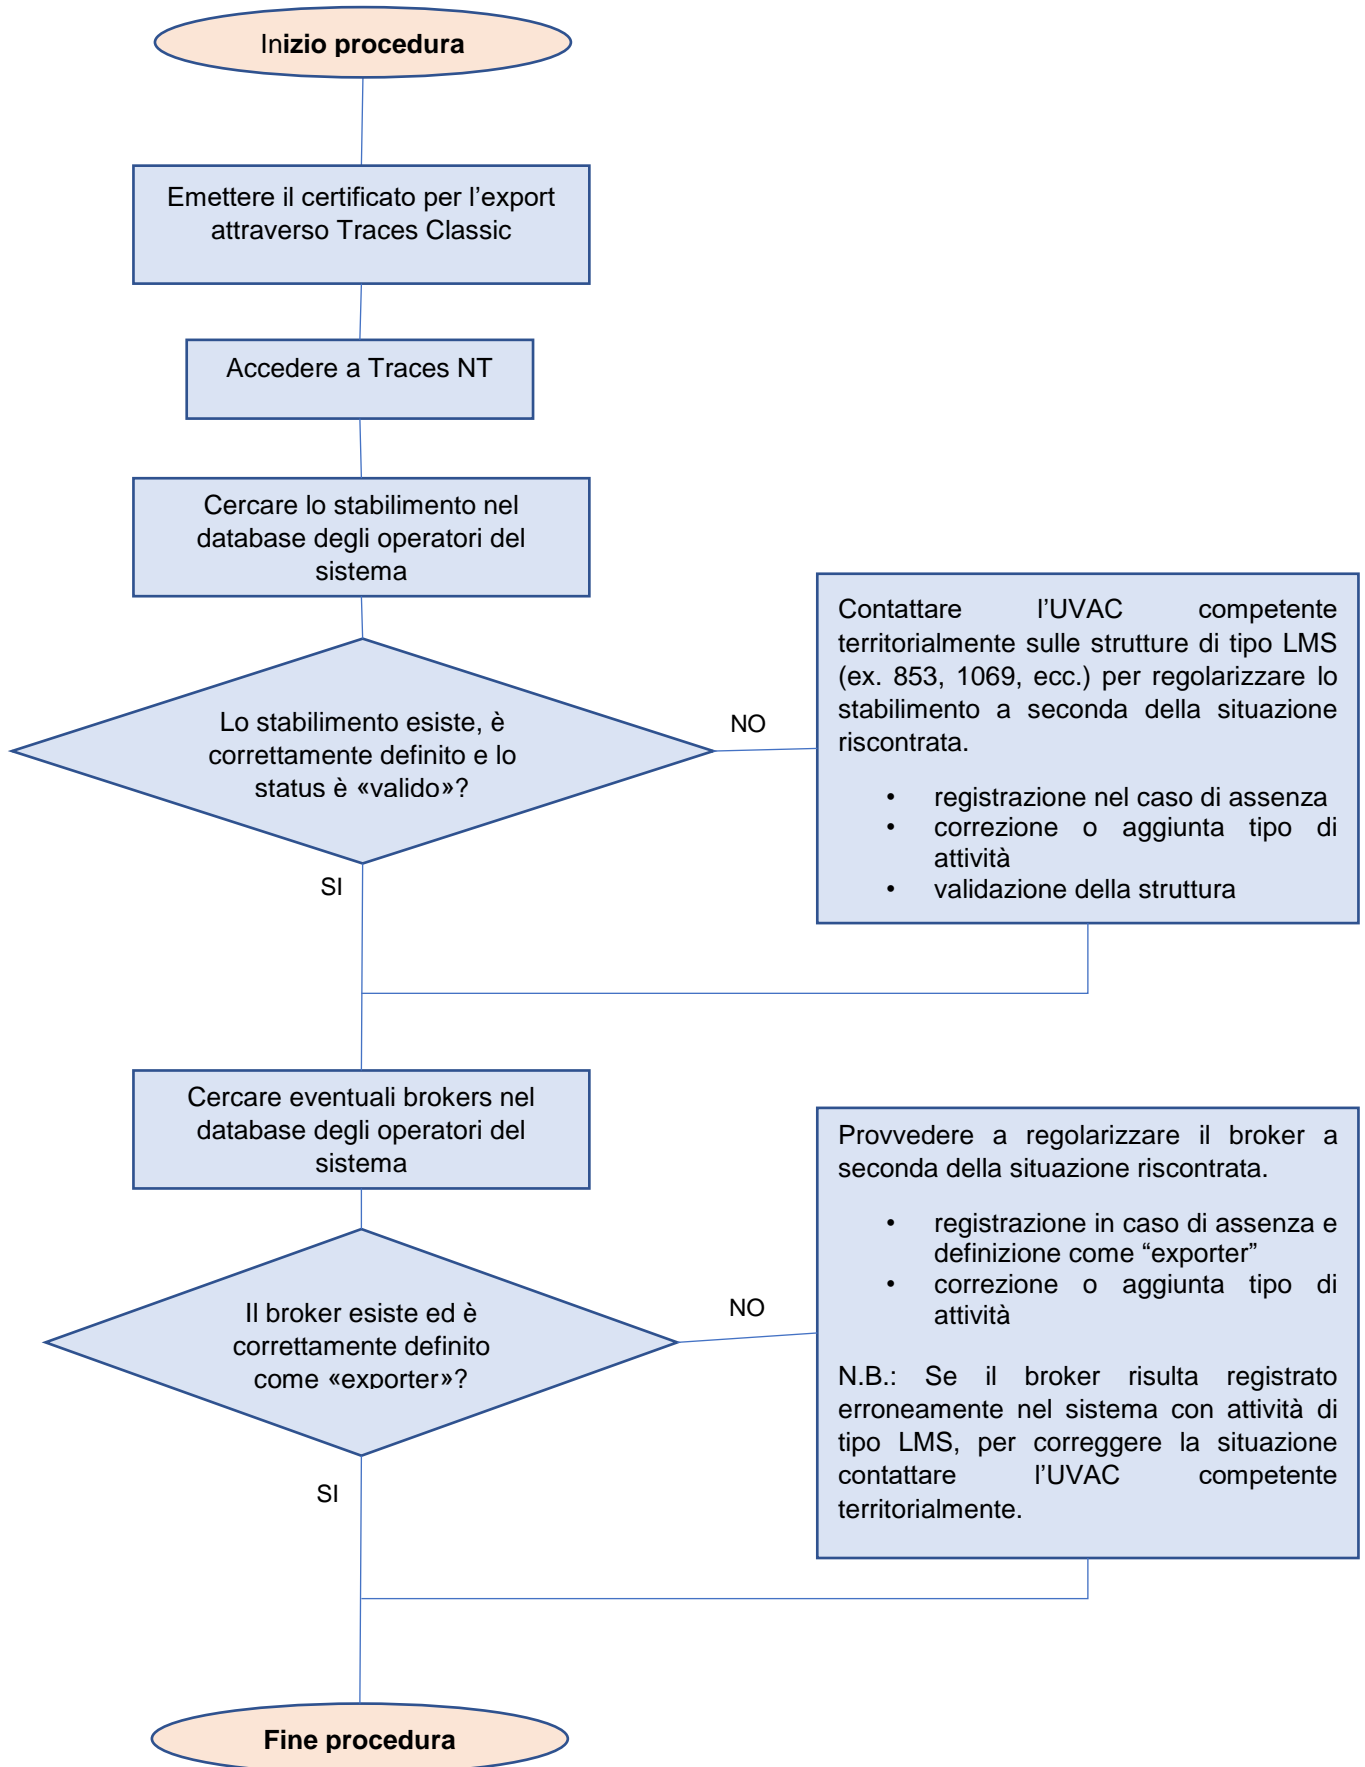 Inizio procedura
Emettere il certificato per l’export
attraverso Traces Classic
Accedere a Traces NT
Cercare lo stabilimento nel
database degli operatori del
sistema
Lo stabilimento esiste, è
correttamente definito e lo
status è «valido»?
NO
SI
Contattare l’UVAC competente
territorialmente sulle strutture di tipo LMS
(ex. 853, 1069, ecc.) per regolarizzare lo
stabilimento a seconda della situazione
riscontrata.
• registrazione nel caso di assenza
• correzione o aggiunta tipo di
attività
• validazione della struttura
Cercare eventuali brokers nel
database degli operatori del
sistema
Il broker esiste ed è
correttamente definito
come «exporter»?
NO
SI
Provvedere a regolarizzare il broker a
seconda della situazione riscontrata.
• registrazione in caso di assenza e
definizione come “exporter”
• correzione o aggiunta tipo di
attività
N.B.: Se il broker risulta registrato
erroneamente nel sistema con attività di
tipo LMS, per correggere la situazione
contattare l’UVAC competente
territorialmente.
Fine procedura